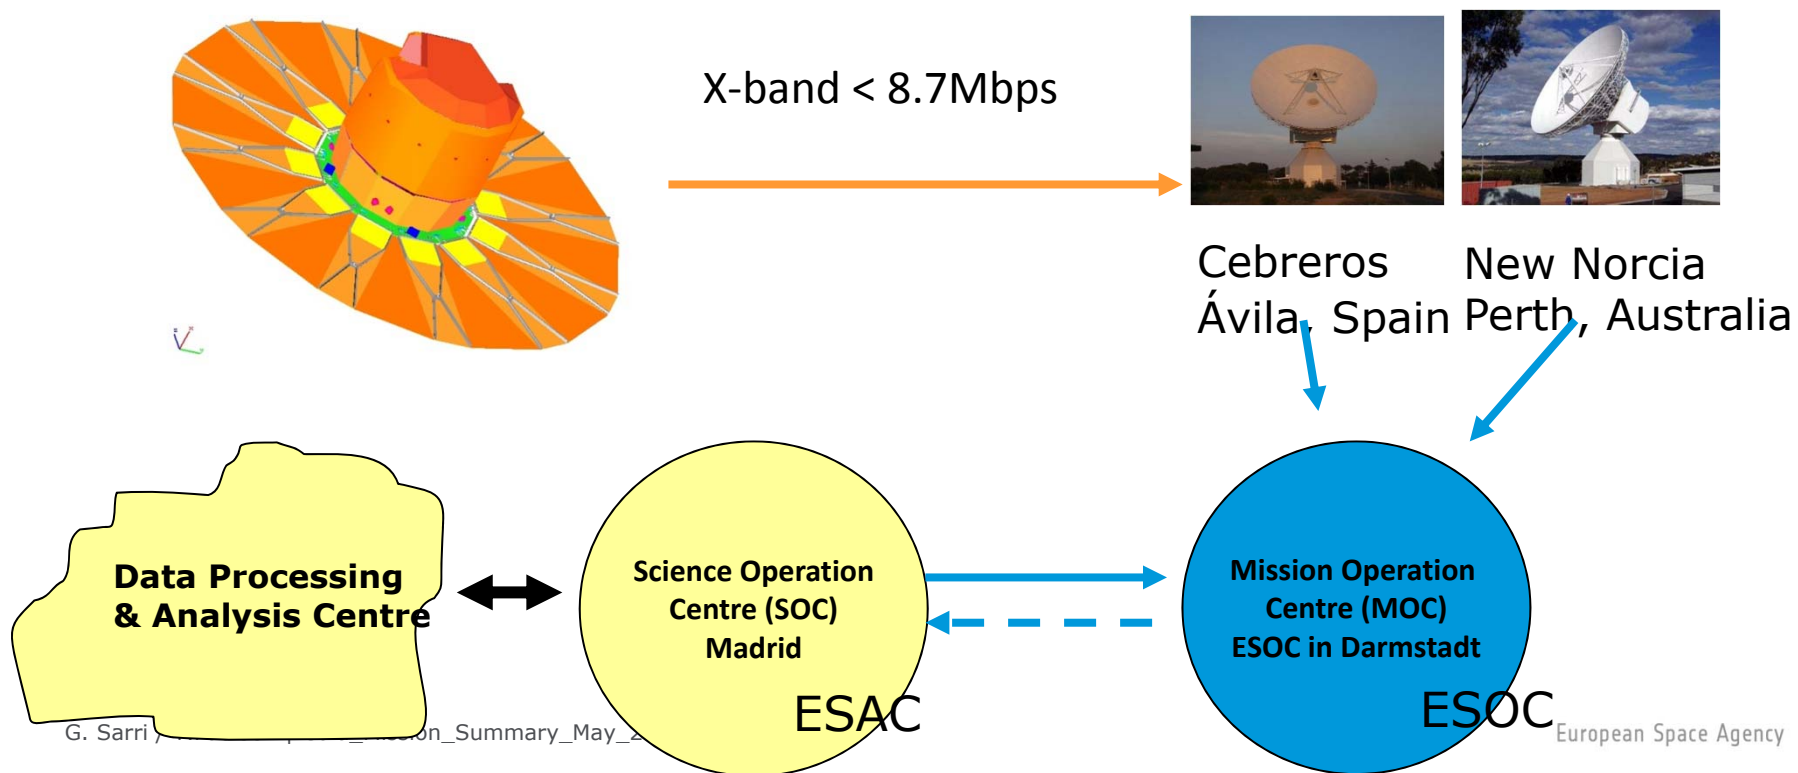 X-band < 8.7Mbps
Cebreros
Ávila, Spain
New Norcia
Perth, Australia
Data Processing
& Analysis Centre
Science Operation
Centre (SOC)
Madrid
ESAC
Mission Operation
Centre (MOC)
ESOC in Darmstadt
ESOC
G. Sarri / _Mission_Summary_May_2
European Space Agency